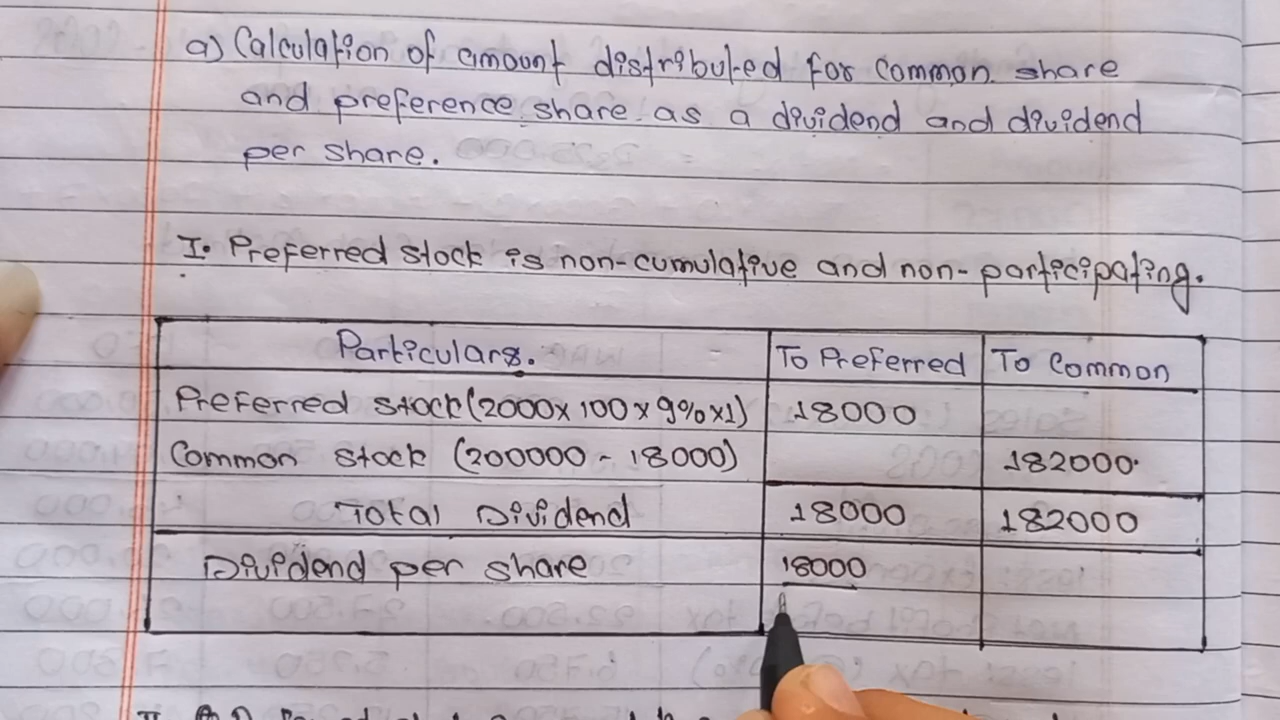 a) Calculation of amount distributed for common share
and preference share as a dividend and dividend
per share.
I. Preferred stock is non-cumulative and non-participating.
Particulars. To Preferred To Common
Preferred stock (2000 x 100 x 9% x 1) 18000
Common stock (200000 - 18000) 182000
Total Dividend 18000 182000
Dividend per share 18000
II.